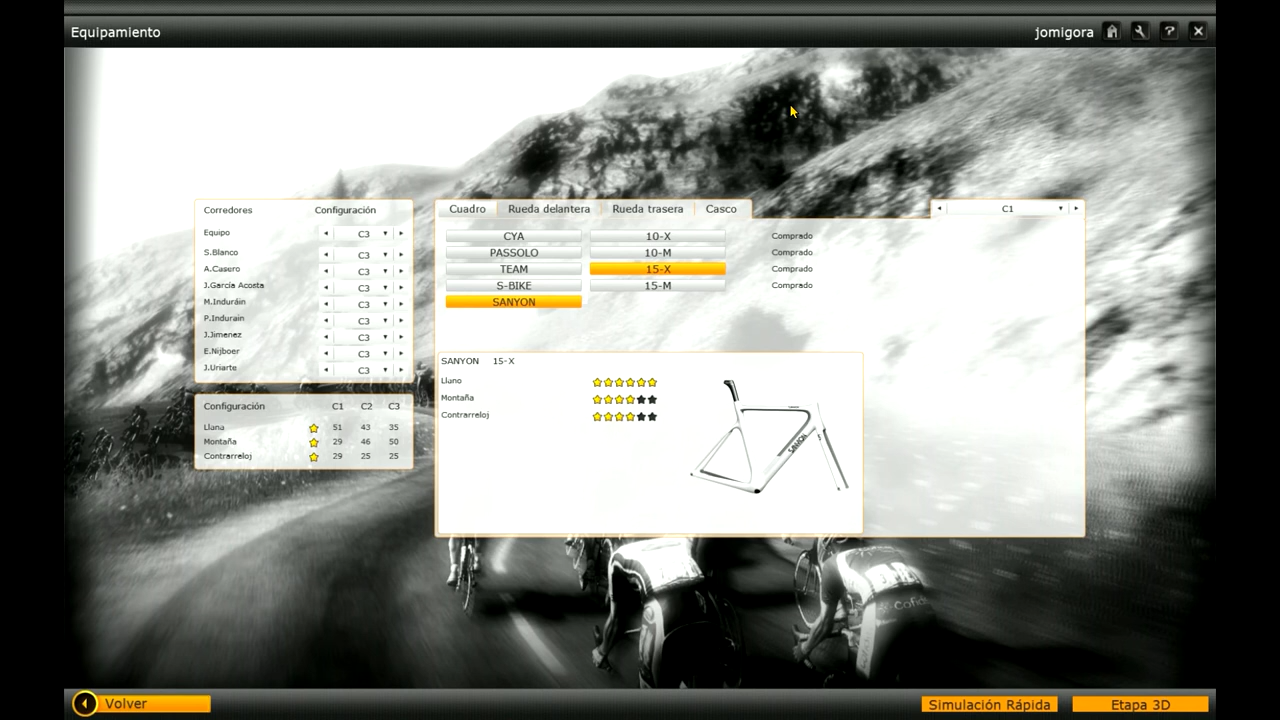 Equipamiento
jomigora
Corredores Configuración
Equipo C3
S.Blanco C3
A.Casero C3
J.García Acosta C3
M.Induráin C3
P.Indurain C3
J.Jimenez C3
E.Nijboer C3
J.Uriarte C3
Configuración C1 C2 C3
Llana 51 43 35
Montaña 29 46 50
Contrarreloj 29 25 25
Cuadro Rueda delantera Rueda trasera Casco
C1
CYA 10-X Comprado
PASSOLO 10-M Comprado
TEAM 15-X Comprado
S-BIKE 15-M Comprado
SANYON
SANYON 15-X
Llano
Montaña
Contrarreloj
SANYON
Cofidis
Volver
Simulación Rápida
Etapa 3D